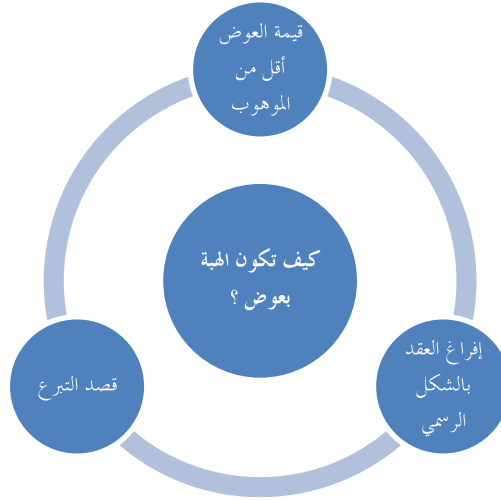 قيمة العوض
أقل من
الموهوب
كيف تكون الهبة
بعوض ؟
إفراغ العقد
بالشكل
الرسمي
قصد التبرع